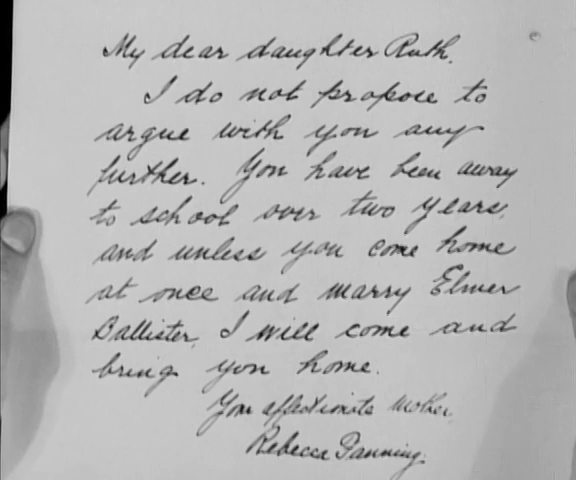 My dear daughter Ruth.
I do not propose to
argue with you any
further. You have been away
to school over two years,
and unless you come home
at once and marry Elmer
Ballister, I will come and
bring you home.
Your affectionate Mother,
Rebecca Fanning.